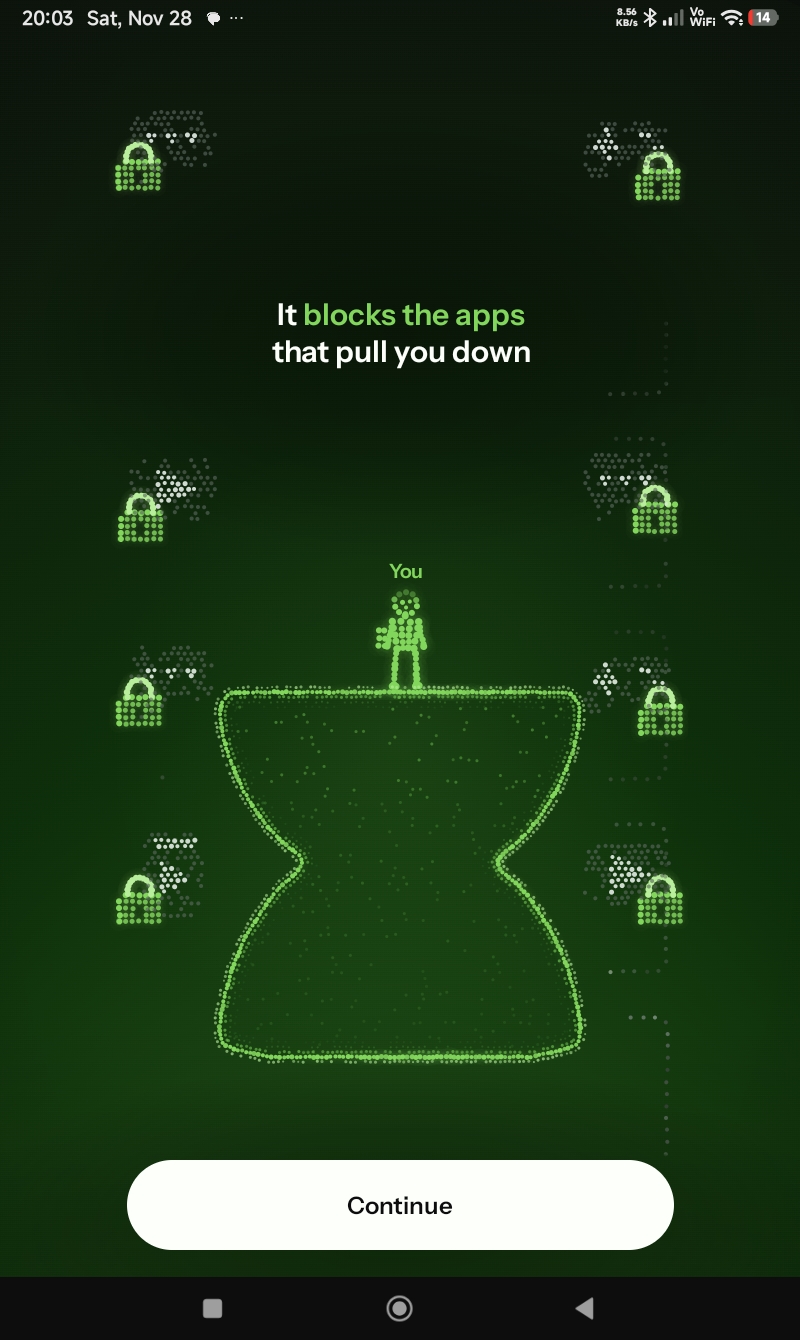 20:03 Sat, Nov 28 ...
8.56 KB/s Vo WiFi 14
It blocks the apps
that pull you down
You
Continue